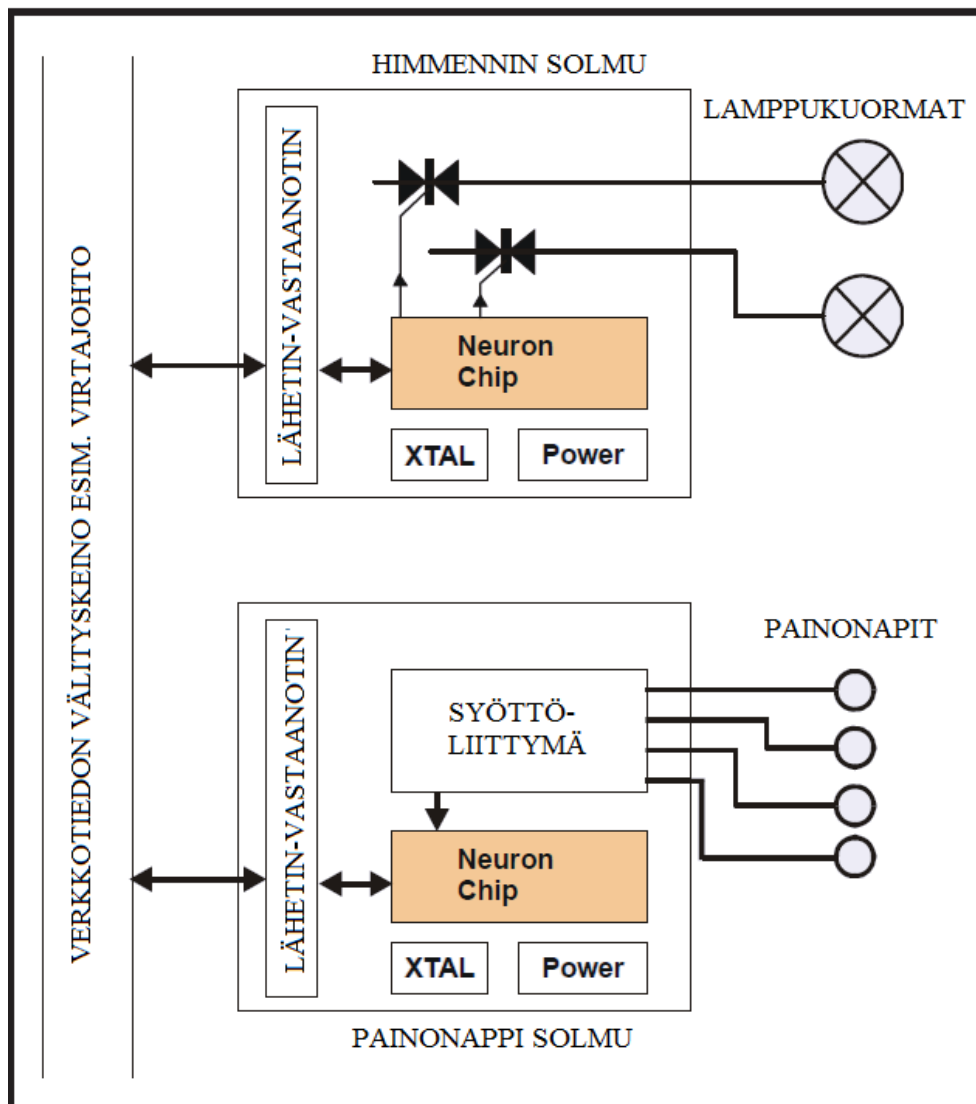 HIMMENNIN SOLMU
LAMPPUKUORMAT
VERKOTIEDON VÄLITYSKEINO ESIM. VIRTAJOHTO
LÄHETIN-VASTAANOTIN
Neuron
Chip
XTAL
Power
PAINONAPIT
LÄHETIN-VASTAANOTIN
SYÖTTÖ-
LIITTYMÄ
Neuron
Chip
XTAL
Power
PAINONAPPI SOLMU